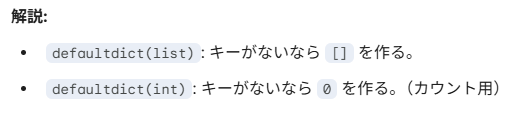 解説:
• defaultdict(list): キーがないなら [] を作る。
• defaultdict(int): キーがないなら 0 を作る。（カウント用）